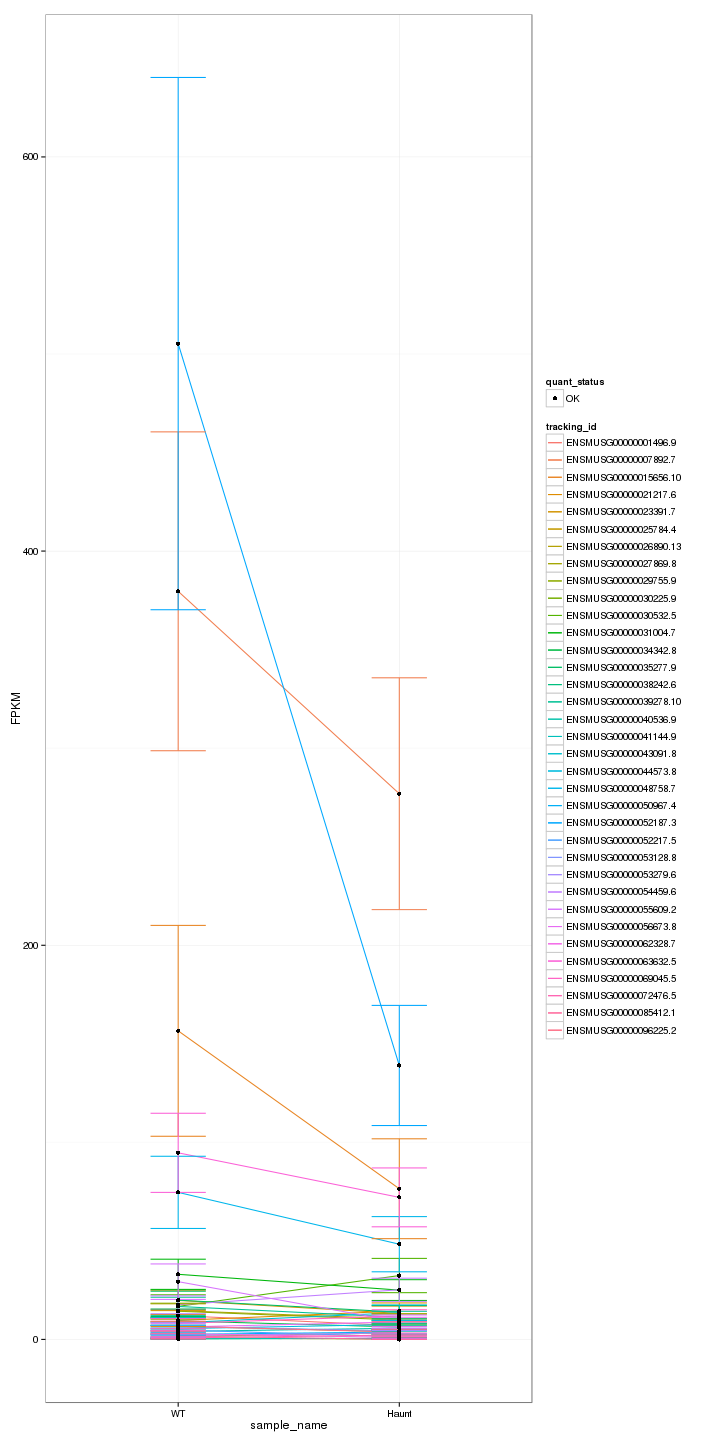 600
400
200
0
FPKM
WT
Haunt
sample_name
quant_status
OK
tracking_id
ENSMUSG00000001496.9
ENSMUSG00000007892.7
ENSMUSG00000015656.10
ENSMUSG00000021217.6
ENSMUSG00000023391.7
ENSMUSG00000025784.4
ENSMUSG00000026890.13
ENSMUSG00000027869.8
ENSMUSG00000029755.9
ENSMUSG00000030225.9
ENSMUSG00000030532.5
ENSMUSG00000031004.7
ENSMUSG00000034342.8
ENSMUSG00000035277.9
ENSMUSG00000038242.6
ENSMUSG00000039278.10
ENSMUSG00000040536.9
ENSMUSG00000041144.9
ENSMUSG00000043091.8
ENSMUSG00000044573.8
ENSMUSG00000048758.7
ENSMUSG00000050967.4
ENSMUSG00000052187.3
ENSMUSG00000052217.5
ENSMUSG00000053128.8
ENSMUSG00000053279.6
ENSMUSG00000054459.6
ENSMUSG00000055609.2
ENSMUSG00000056673.8
ENSMUSG00000062328.7
ENSMUSG00000063632.5
ENSMUSG00000069045.5
ENSMUSG00000072476.5
ENSMUSG00000085412.1
ENSMUSG00000096225.2